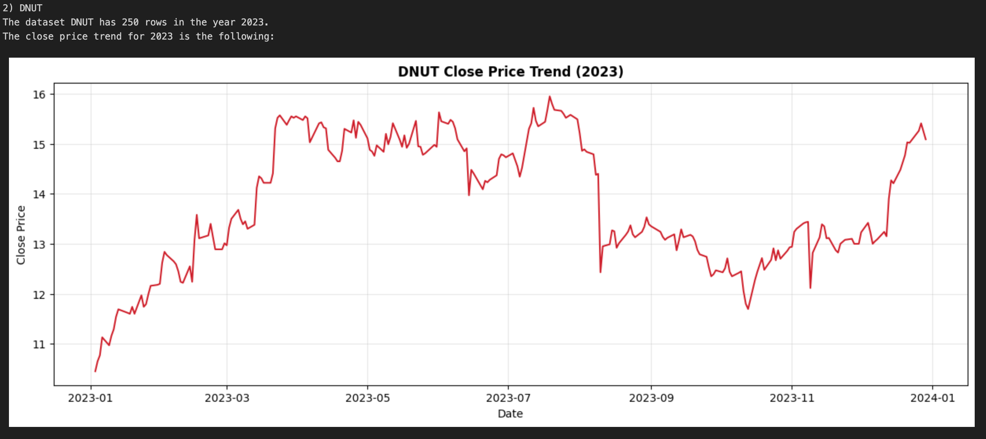 2) DNUT
The dataset DNUT has 250 rows in the year 2023.
The close price trend for 2023 is the following:
DNUT Close Price Trend (2023)
Close Price
16
15
14
13
12
11
2023-01 2023-03 2023-05 2023-07 2023-09 2023-11 2024-01
Date